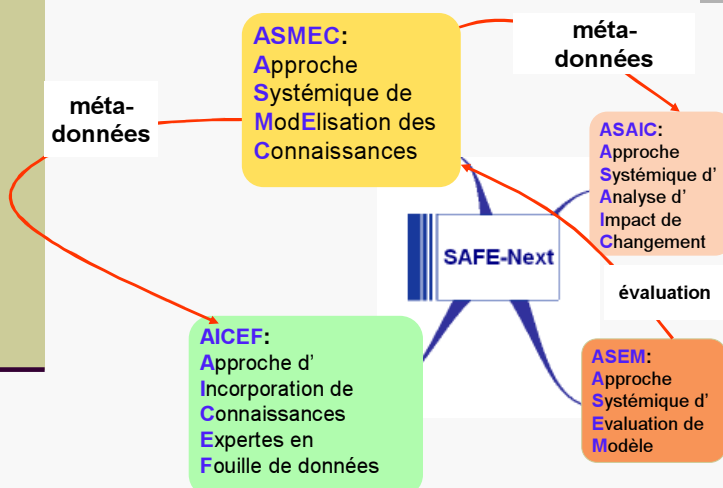 ASMEC:
Approche
Systémique de
ModElisation des
Connaissances
méta-
données
méta-
données
ASAIC:
Approche
Systémique d'
Analyse d'
Impact de
Changement
SAFE-Next
évaluation
AICEF:
Approche d'
Incorporation de
Connaissances
Expertes en
Fouille de données
ASEM:
Approche
Systémique d'
Evaluation de
Modèle